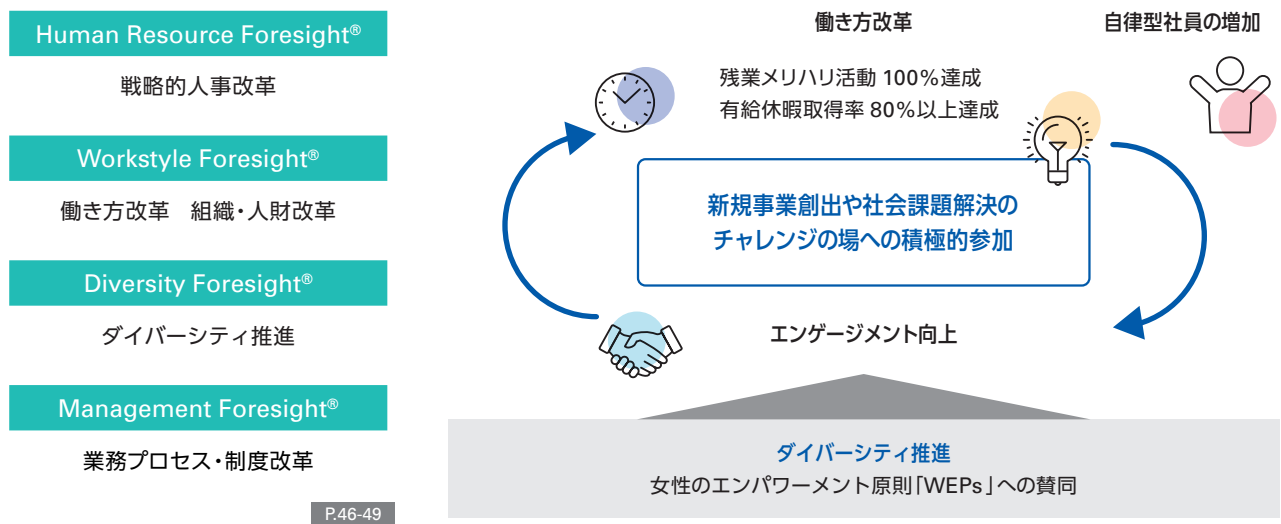 Human Resource Foresight®
戦略的人事改革
Workstyle Foresight®
働き方改革　組織・人財改革
Diversity Foresight®
ダイバーシティ推進
Management Foresight®
業務プロセス・制度改革
P.46-49
働き方改革
残業メリハリ活動 100%達成
有給休暇取得率 80%以上達成
自律型社員の増加
新規事業創出や社会課題解決の
チャレンジの場への積極的参加
エンゲージメント向上
ダイバーシティ推進
女性のエンパワーメント原則「WEPs」への賛同